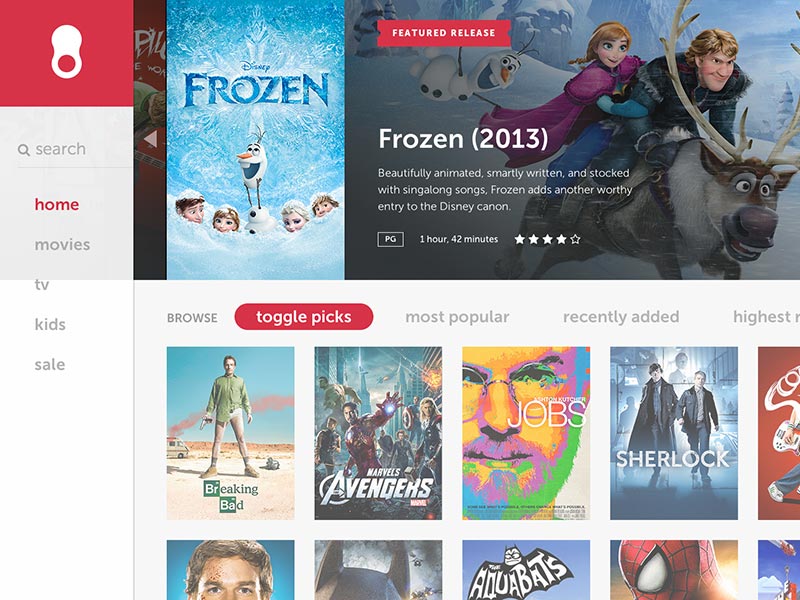 FEATURED RELEASE
Disney
FROZEN
Frozen (2013)
Beautifully animated, smartly written, and stocked
with singalong songs, Frozen adds another worthy
entry to the Disney canon.
PG
1 hour, 42 minutes
search
home
movies
tv
kids
sale
BROWSE
toggle picks
most popular
recently added
highest r
Breaking
Bad
MARVEL'S
AVENGERS
MARVEL
ASHTON KUTCHER
JOBS
SHERLOCK
THE
AQUABATS